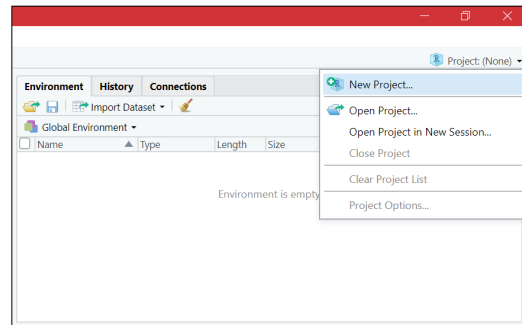 Project: (None)
Environment History Connections
New Project...
Import Dataset
Open Project...
Global Environment
Open Project in New Session...
Name Type Length Size
Close Project
Clear Project List
Environment is empty
Project Options...